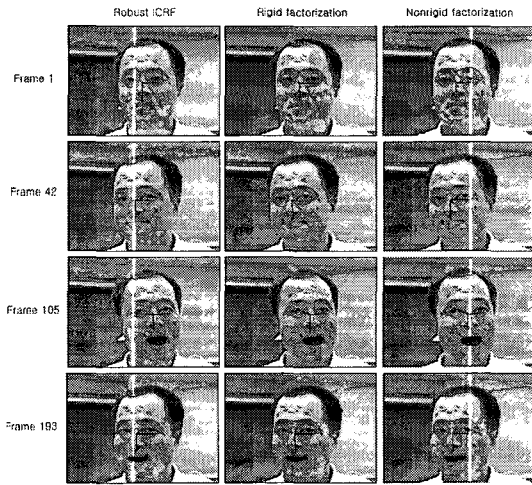 Robust ICRF Rigid factorization Nonrigid factorization
Frame 1
Frame 42
Frame 105
Frame 193